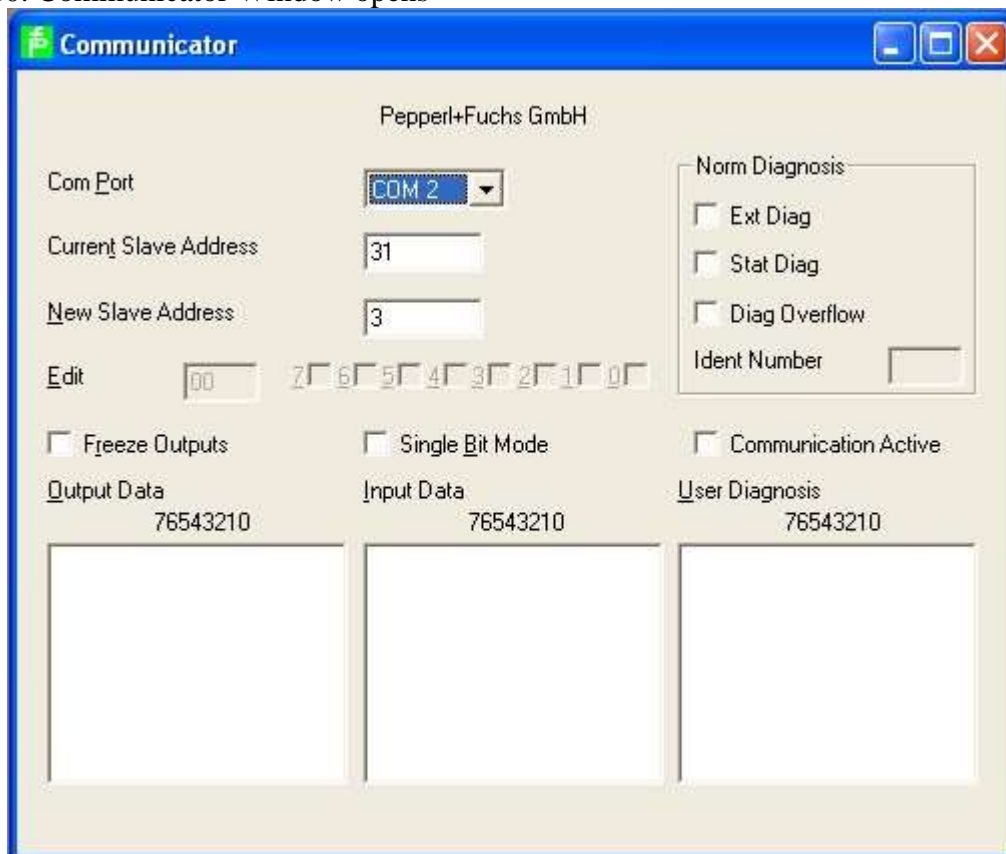 Communicator Window opens
Communicator
Pepperl+Fuchs GmbH
Com Port
COM 2
Current Slave Address
31
New Slave Address
3
Edit
00
7 6 5 4 3 2 1 0
Norm Diagnosis
Ext Diag
Stat Diag
Diag Overflow
Ident Number
Freeze Outputs
Single Bit Mode
Communication Active
Output Data
76543210
Input Data
76543210
User Diagnosis
76543210